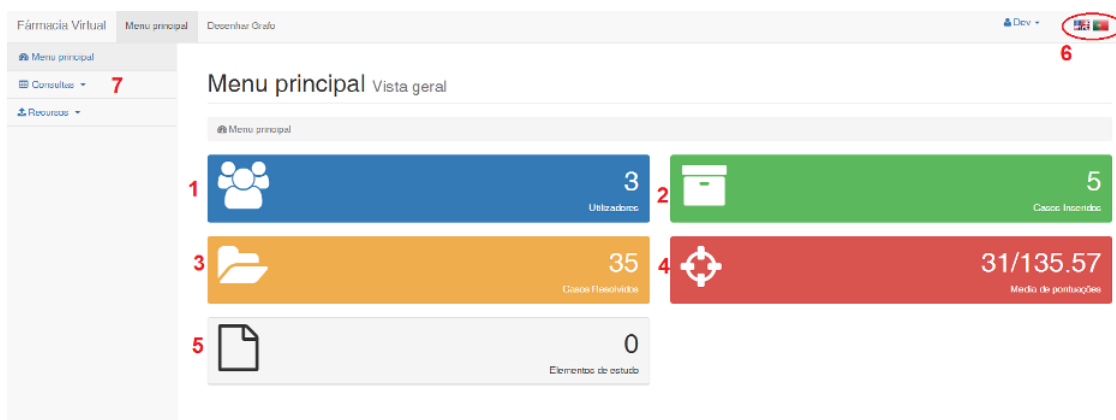 Fármacia Virtual Menu principal Desenhar Grafo Dev
6
Menu principal
Consultas 7
Recursos
Menu principal Vista geral
Menu principal
1 3
Utilizadores
2 5
Casos Inseridos
3 35
Casos Resolvidos
4 31/135.57
Media de pontuações
5 0
Elementos de estudo